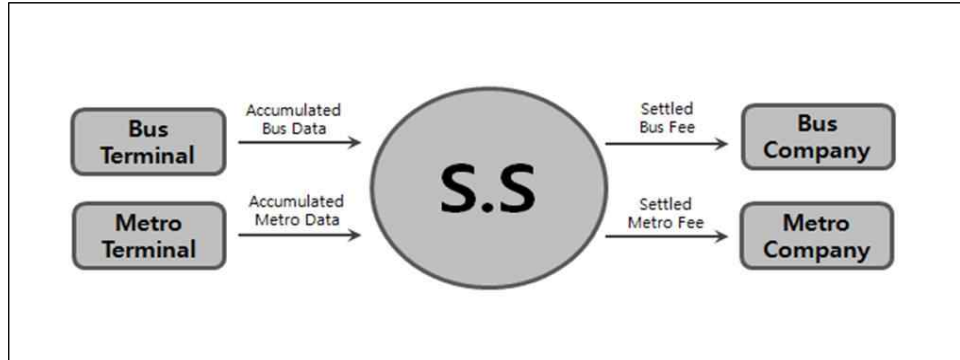 Accumulated
Bus Data
Settled
Bus Fee
Bus
Terminal
Bus
Company
S.S
Accumulated
Metro Data
Settled
Metro Fee
Metro
Terminal
Metro
Company